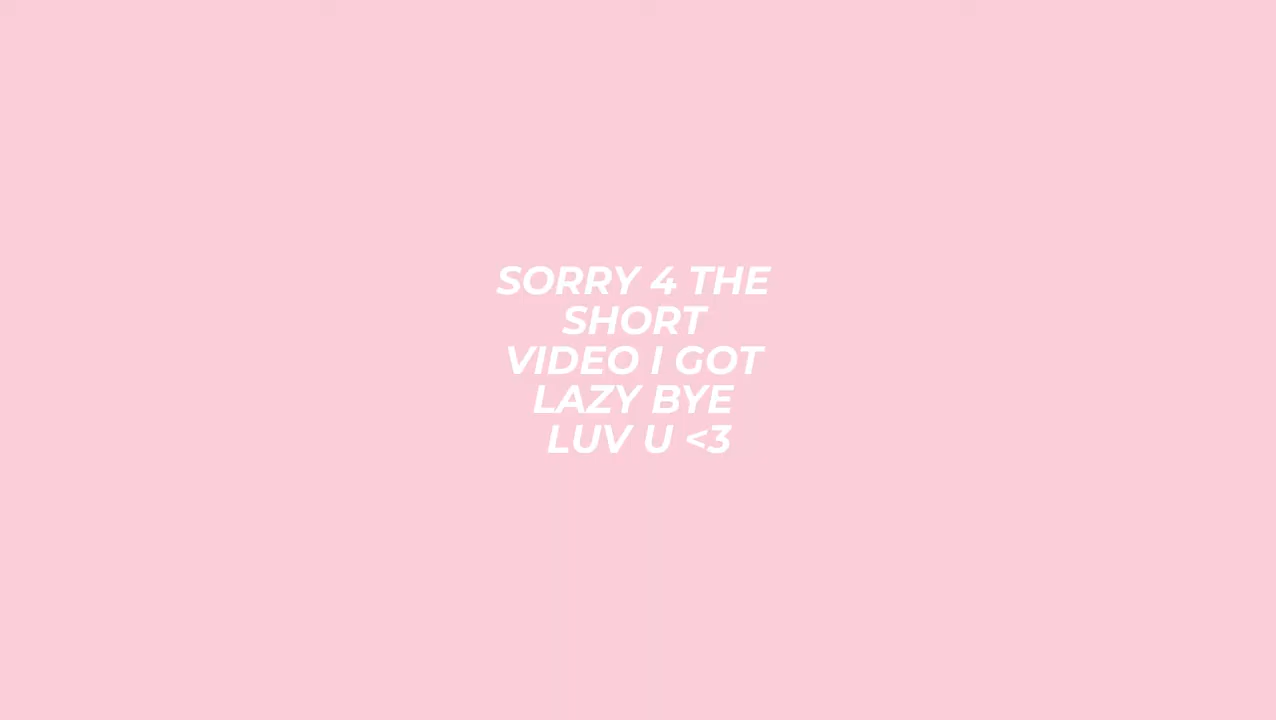 SORRY 4 THE
SHORT
VIDEO I GOT
LAZY BYE
LUV U <3